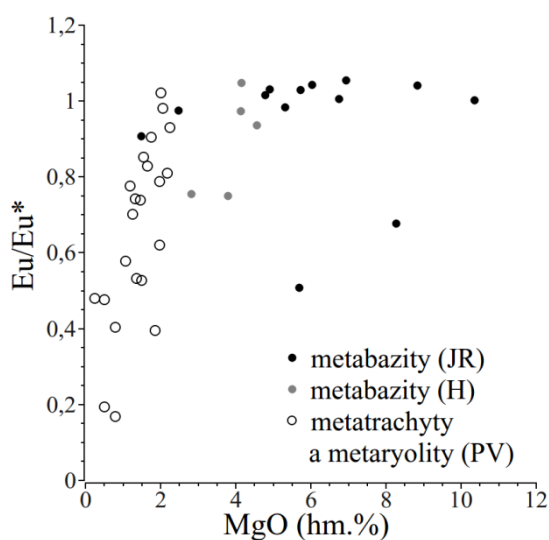 1,2
1
0,8
0,6
0,4
0,2
0
Eu/Eu*
metabazity (JR)
metabazity (H)
metatrachyty
a metaryolity (PV)
0 2 4 6 8 10 12
MgO (hm.%)